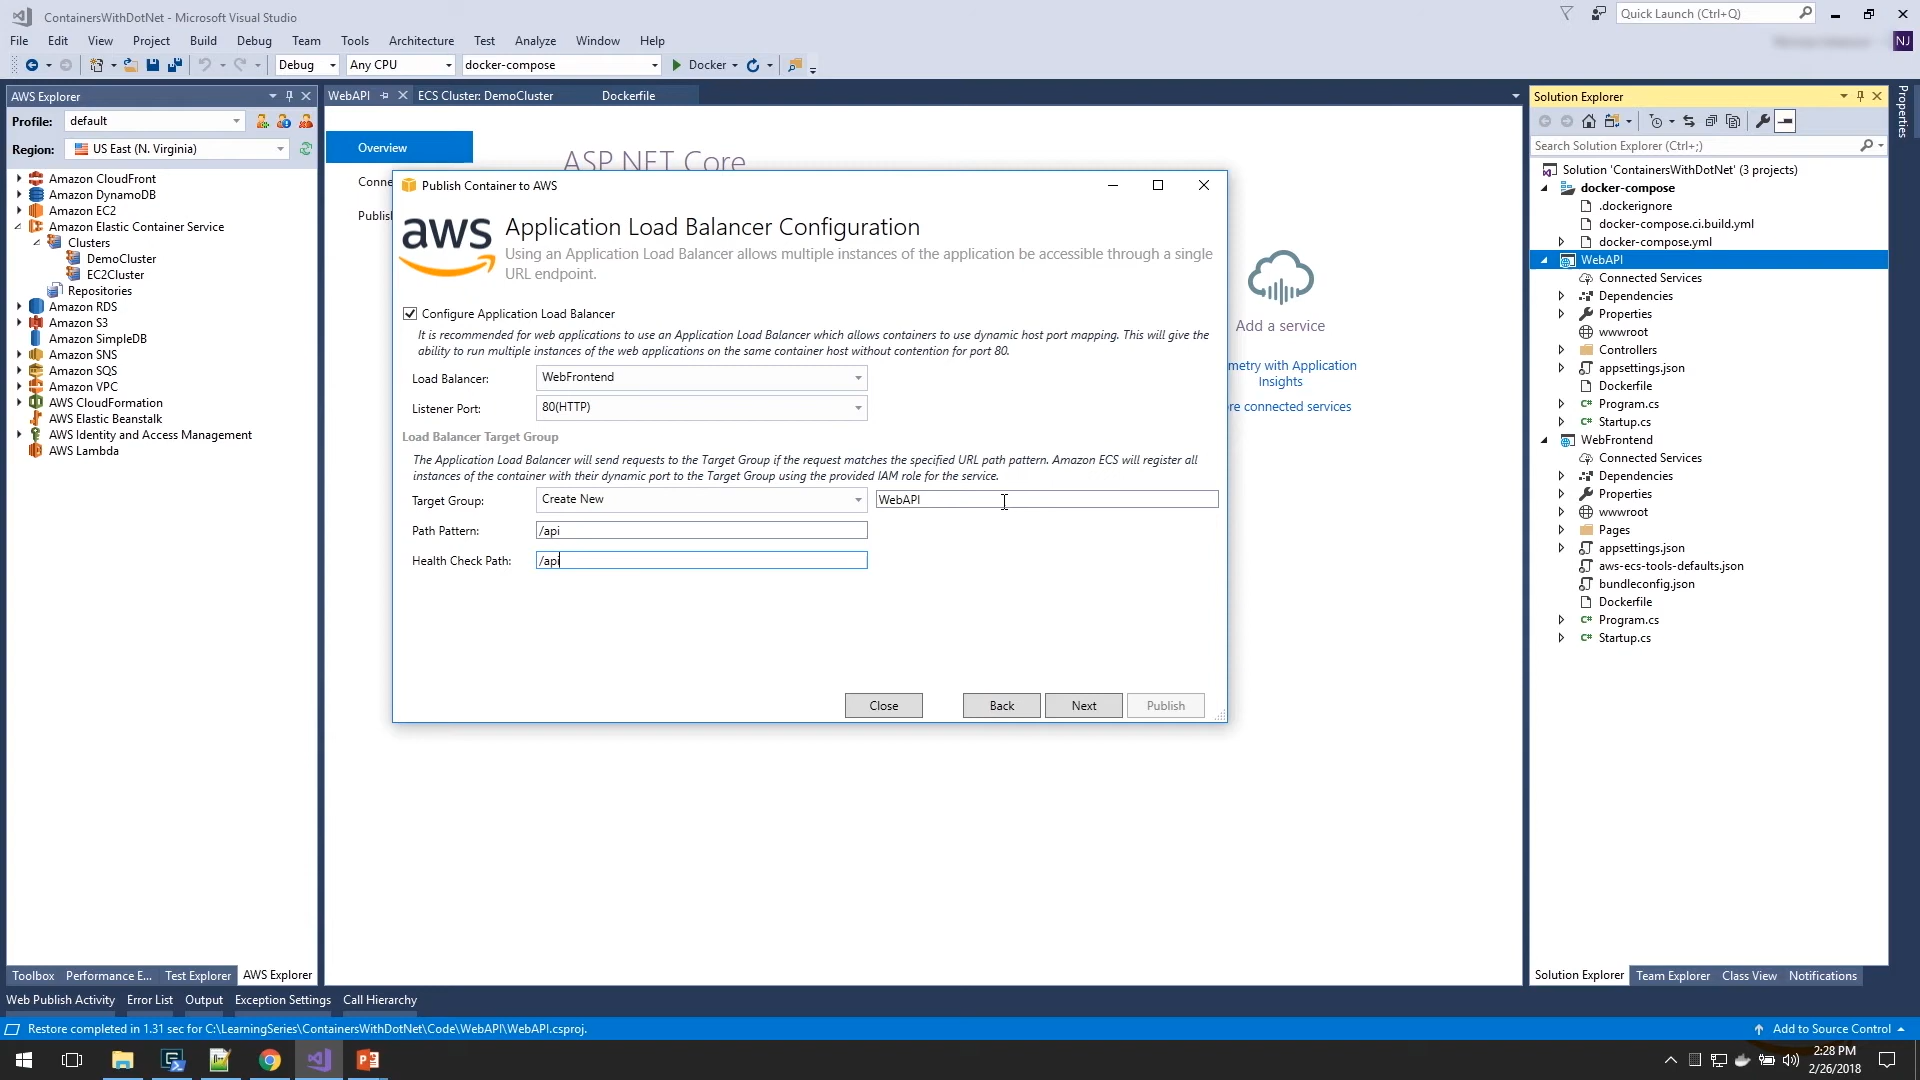 ContainersWithDotNet - Microsoft Visual Studio
Quick Launch (Ctrl+Q)
File Edit View Project Build Debug Team Tools Architecture Test Analyze Window Help
NJ
Debug Any CPU docker-compose Docker
AWS Explorer
Profile: default
Region: US East (N. Virginia)
Amazon CloudFront
Amazon DynamoDB
Amazon EC2
Amazon Elastic Container Service
Clusters
DemoCluster
EC2Cluster
Repositories
Amazon RDS
Amazon S3
Amazon SimpleDB
Amazon SNS
Amazon SQS
Amazon VPC
AWS CloudFormation
AWS Elastic Beanstalk
AWS Identity and Access Management
AWS Lambda
Toolbox Performance E... Test Explorer AWS Explorer
WebAPI ECS Cluster: DemoCluster Dockerfile
Overview
Conne
Publis
ASP.NET Core
Add a service
metry with Application
Insights
re connected services
Publish Container to AWS
aws
Application Load Balancer Configuration
Using an Application Load Balancer allows multiple instances of the application be accessible through a single
URL endpoint.
Configure Application Load Balancer
It is recommended for web applications to use an Application Load Balancer which allows containers to use dynamic host port mapping. This will give the
ability to run multiple instances of the web applications on the same container host without contention for port 80.
Load Balancer: WebFrontend
Listener Port: 80(HTTP)
Load Balancer Target Group
The Application Load Balancer will send requests to the Target Group if the request matches the specified URL path pattern. Amazon ECS will register all
instances of the container with their dynamic port to the Target Group using the provided IAM role for the service.
Target Group: Create New WebAPI
Path Pattern: /api
Health Check Path: /api
Close Back Next Publish
Solution Explorer
Search Solution Explorer (Ctrl+;)
Solution 'ContainersWithDotNet' (3 projects)
docker-compose
.dockerignore
docker-compose.ci.build.yml
docker-compose.yml
WebAPI
Connected Services
Dependencies
Properties
wwwroot
Controllers
appsettings.json
Dockerfile
Program.cs
Startup.cs
WebFrontend
Connected Services
Dependencies
Properties
wwwroot
Pages
appsettings.json
aws-ecs-tools-defaults.json
bundleconfig.json
Dockerfile
Program.cs
Startup.cs
Solution Explorer Team Explorer Class View Notifications
Properties
Web Publish Activity Error List Output Exception Settings Call Hierarchy
Restore completed in 1.31 sec for C:\LearningSeries\ContainersWithDotNet\Code\WebAPI\WebAPI.csproj.
Add to Source Control
2:28 PM
2/26/2018